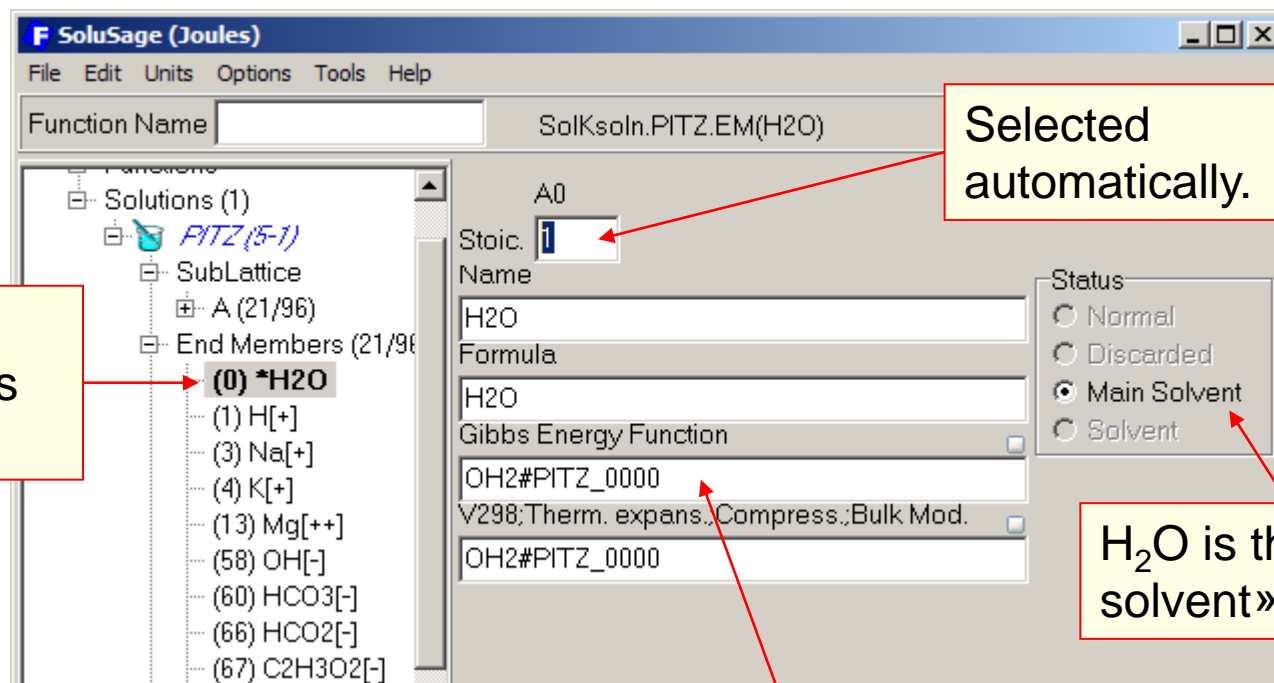 SoluSage (Joules)
File Edit Units Options Tools Help
Function Name
SolKsoln.PITZ.EM(H2O)
Selected
automatically.
Solutions (1)
PITZ (5-1)
SubLattice
A (21/96)
End Members (21/96
(0) *H2O
(1) H[+]
(3) Na[+]
(4) K[+]
(13) Mg[++]
(58) OH[-]
(60) HCO3[-]
(66) HCO2[-]
(67) C2H3O2[-]
s
A0
Stoic. 1
Name
H2O
Formula
H2O
Gibbs Energy Function
OH2#PITZ_0000
V298;Therm. expans.;Compress.;Bulk Mod.
OH2#PITZ_0000
Status
Normal
Discarded
Main Solvent
Solvent
H₂O is
solvent»